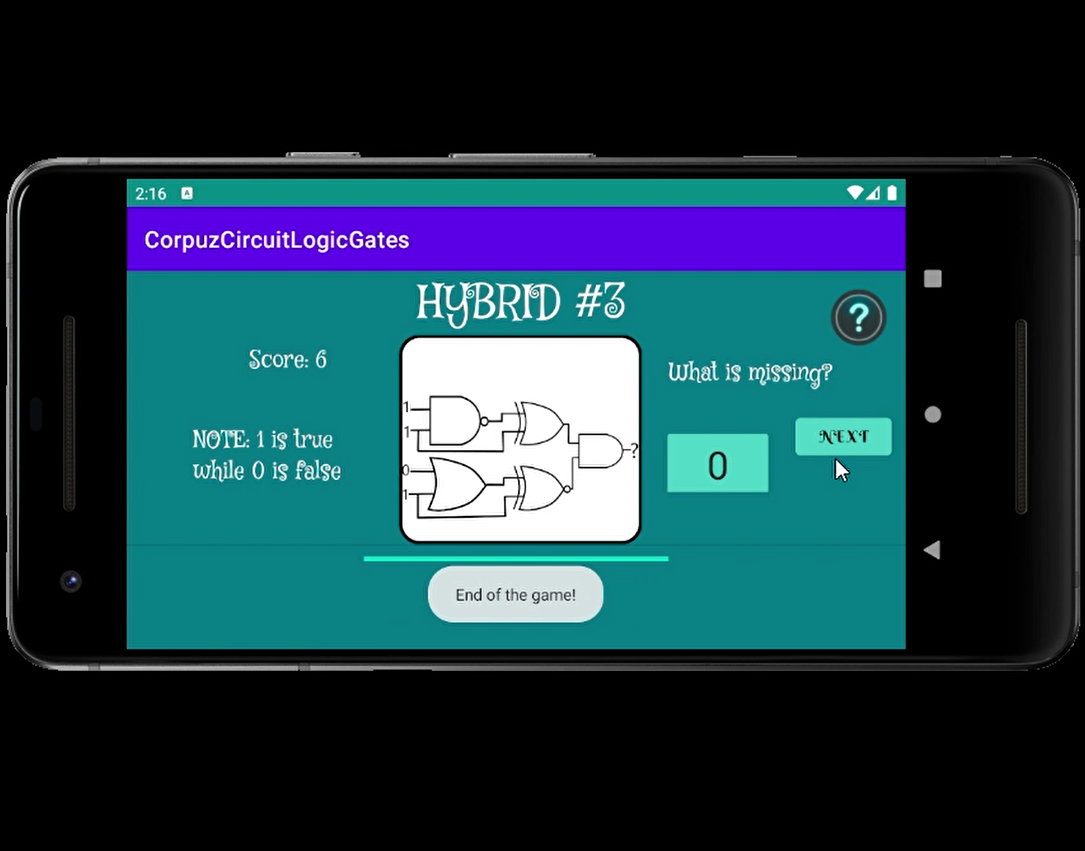 2:16 A
CorpuzCircuitLogicGates
HYBRID #3
?
Score: 6
What is missing?
NOTE: 1 is true
while 0 is false
NEXT
0
1
1
?
0
1
End of the game!